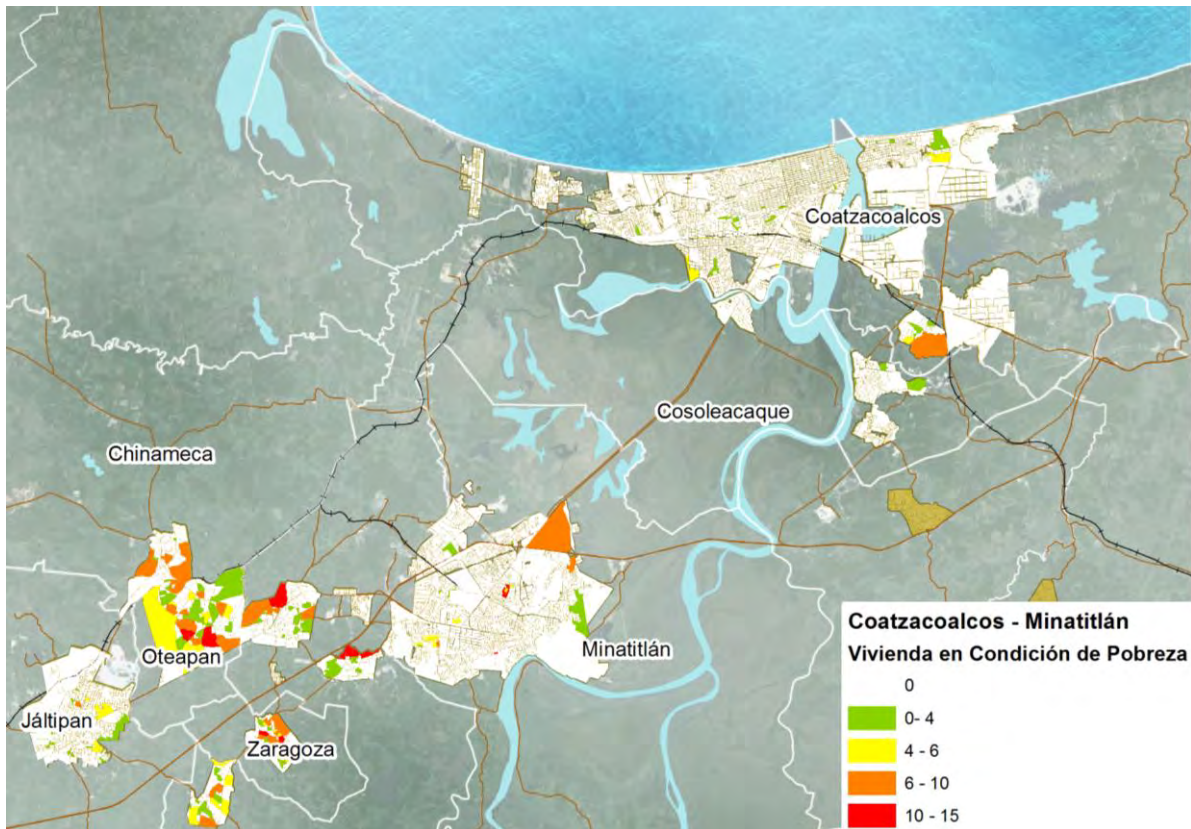 Coatzacoalcos
Cosoleacaque
Chinameca
Minatitlán
Oteapan
Jáltipan
Zaragoza
Coatzacoalcos - Minatitlán
Vivienda en Condición de Pobreza
0
0- 4
4 - 6
6 - 10
10 - 15